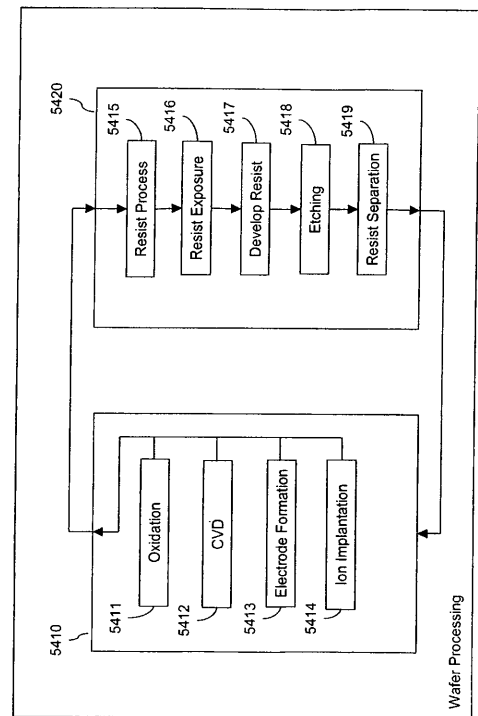 5410
5411
Oxidation
5412
CVD
5413
Electrode Formation
5414
Ion Implantation
5420
5415
Resist Process
5416
Resist Exposure
5417
Develop Resist
5418
Etching
5419
Resist Separation
Wafer Processing